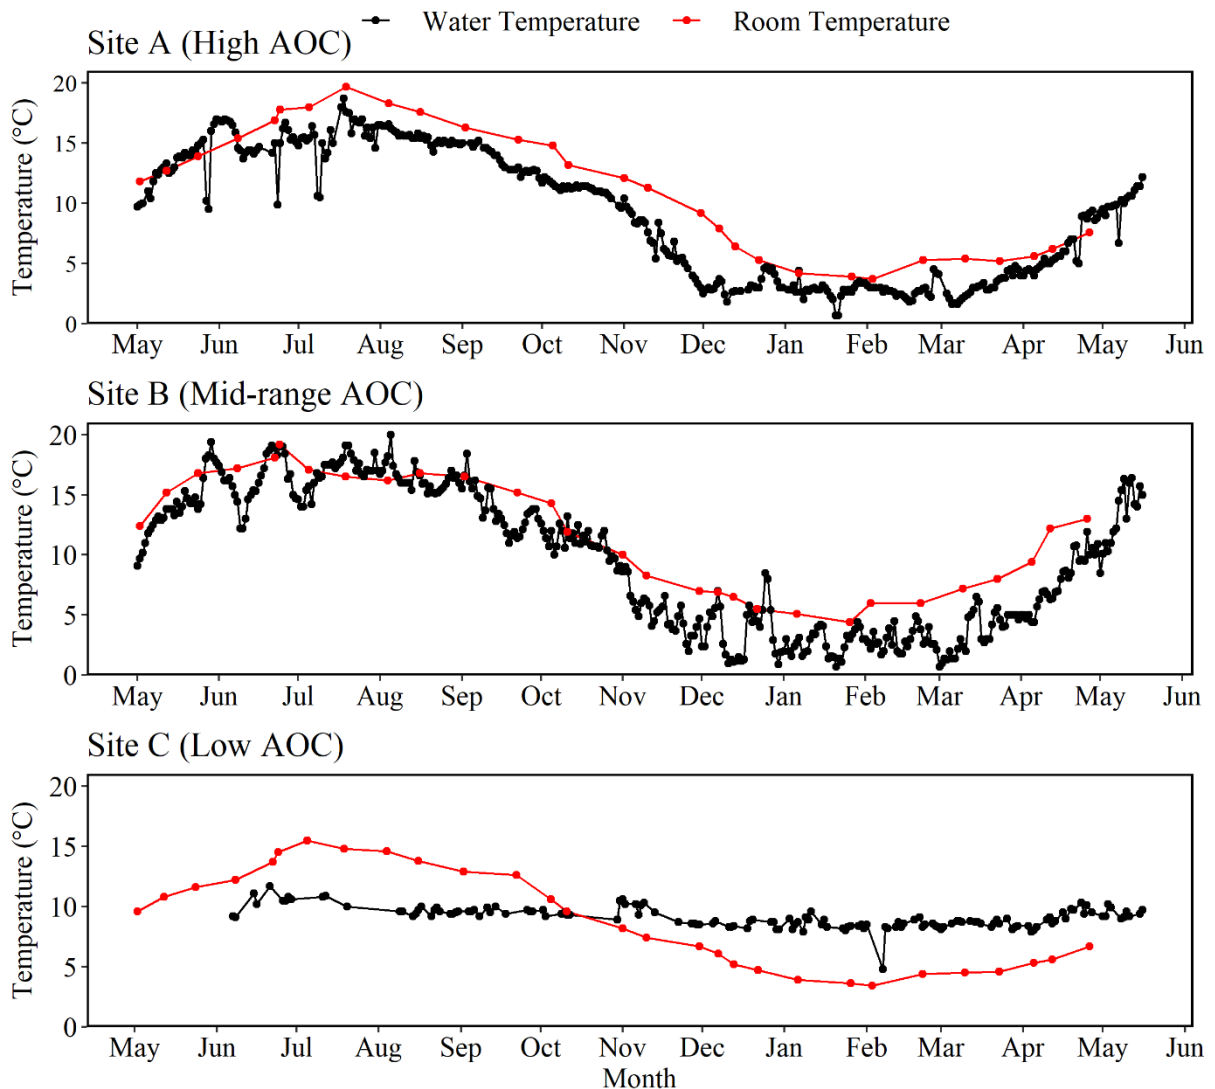 Water Temperature Room Temperature
Site A (High AOC)
Temperature (°C)
20
15
10
5
0
May Jun Jul Aug Sep Oct Nov Dec Jan Feb Mar Apr May Jun
Site B (Mid-range AOC)
Temperature (°C)
20
15
10
5
0
May Jun Jul Aug Sep Oct Nov Dec Jan Feb Mar Apr May Jun
Site C (Low AOC)
Temperature (°C)
20
15
10
5
0
May Jun Jul Aug Sep Oct Nov Dec Jan Feb Mar Apr May Jun
Month